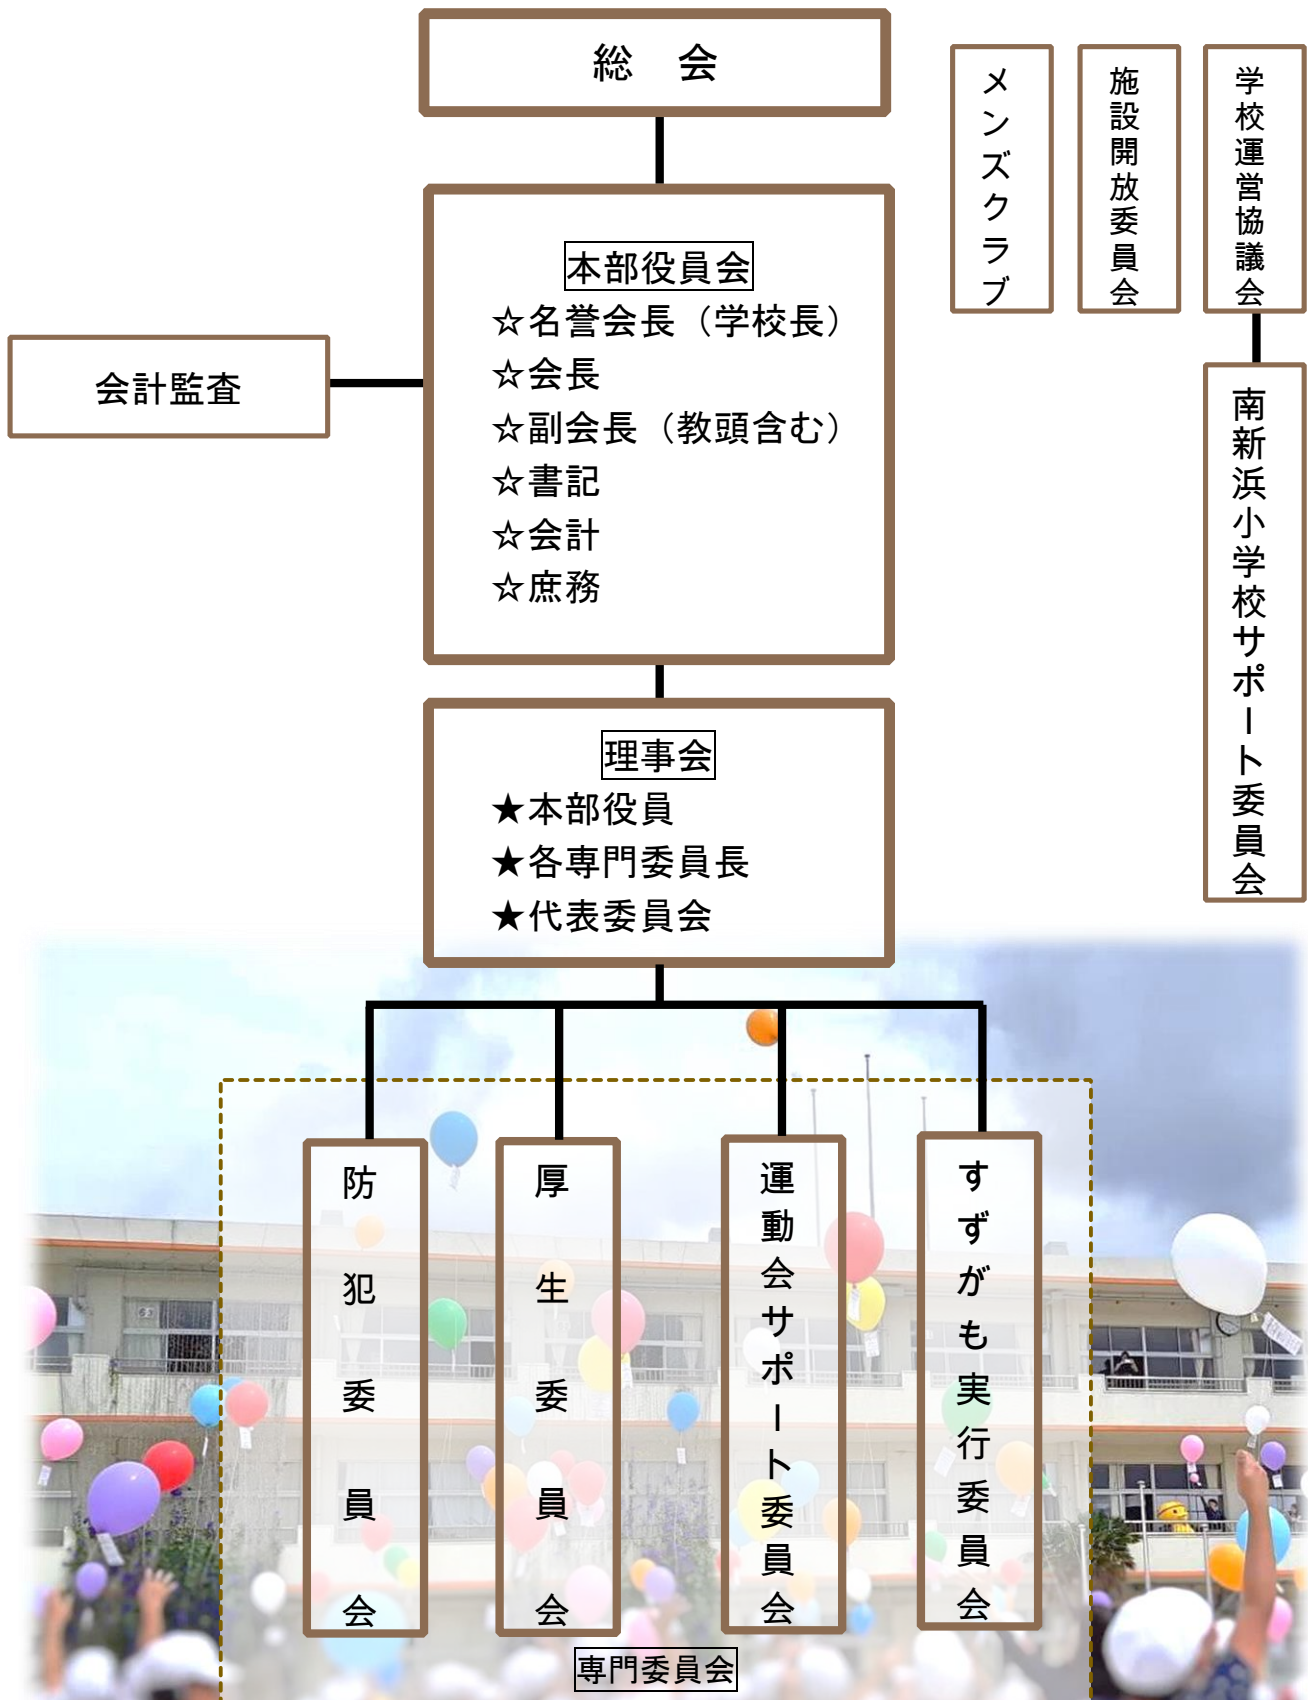 総　会
メンズクラブ
施設開放委員会
学校運営協議会
本部役員会
☆名誉会長（学校長）
☆会長
☆副会長（教頭含む）
☆書記
☆会計
☆庶務
会計監査
南新浜小学校サポート委員会
理事会
★本部役員
★各専門委員長
★代表委員会
防犯委員会
厚生委員会
運動会サポート委員会
すずがも実行委員会
専門委員会